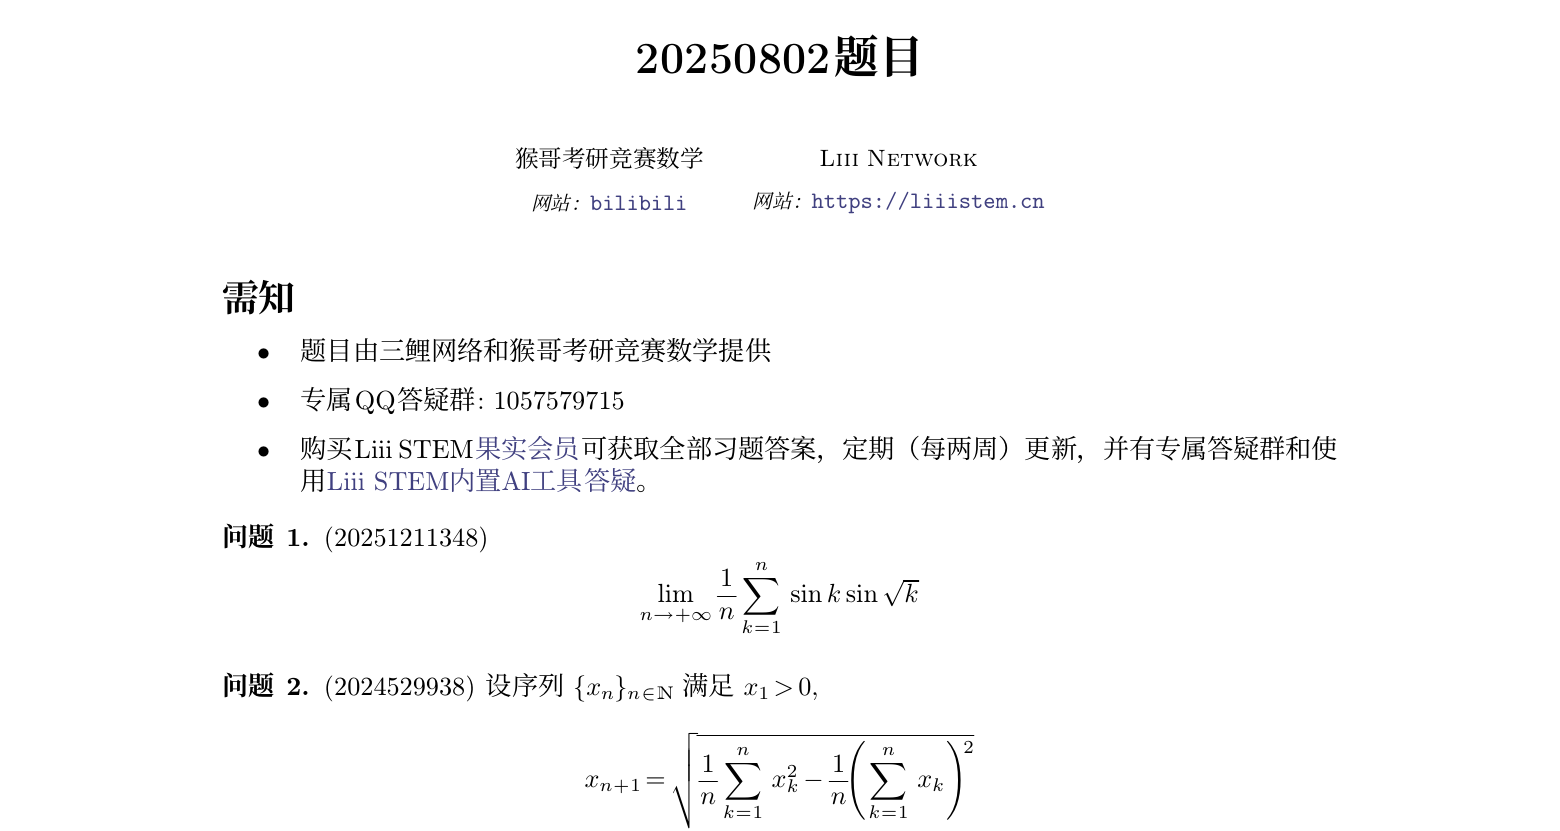 20250802题目
猴哥考研竞赛数学 LIII NETWORK
网站: bilibili 网站: https://liiistem.cn
需知
• 题目由三鲤网络和猴哥考研竞赛数学提供
• 专属QQ答疑群: 1057579715
• 购买Liii STEM果实会员可获取全部习题答案，定期（每两周）更新，并有专属答疑群和使
用Liii STEM内置AI工具答疑。
问题 1. (20251211348)
\lim_{n→+∞} \frac{1}{n} \sum_{k=1}^{n} \sin k \sin \sqrt{k}
问题 2. (2024529938) 设序列 {x_n}_{n∈ℕ} 满足 x_1 > 0,
x_{n+1} = \sqrt{\frac{1}{n} \sum_{k=1}^{n} x_k^2 - \frac{1}{n} \left( \sum_{k=1}^{n} x_k \right)^2}